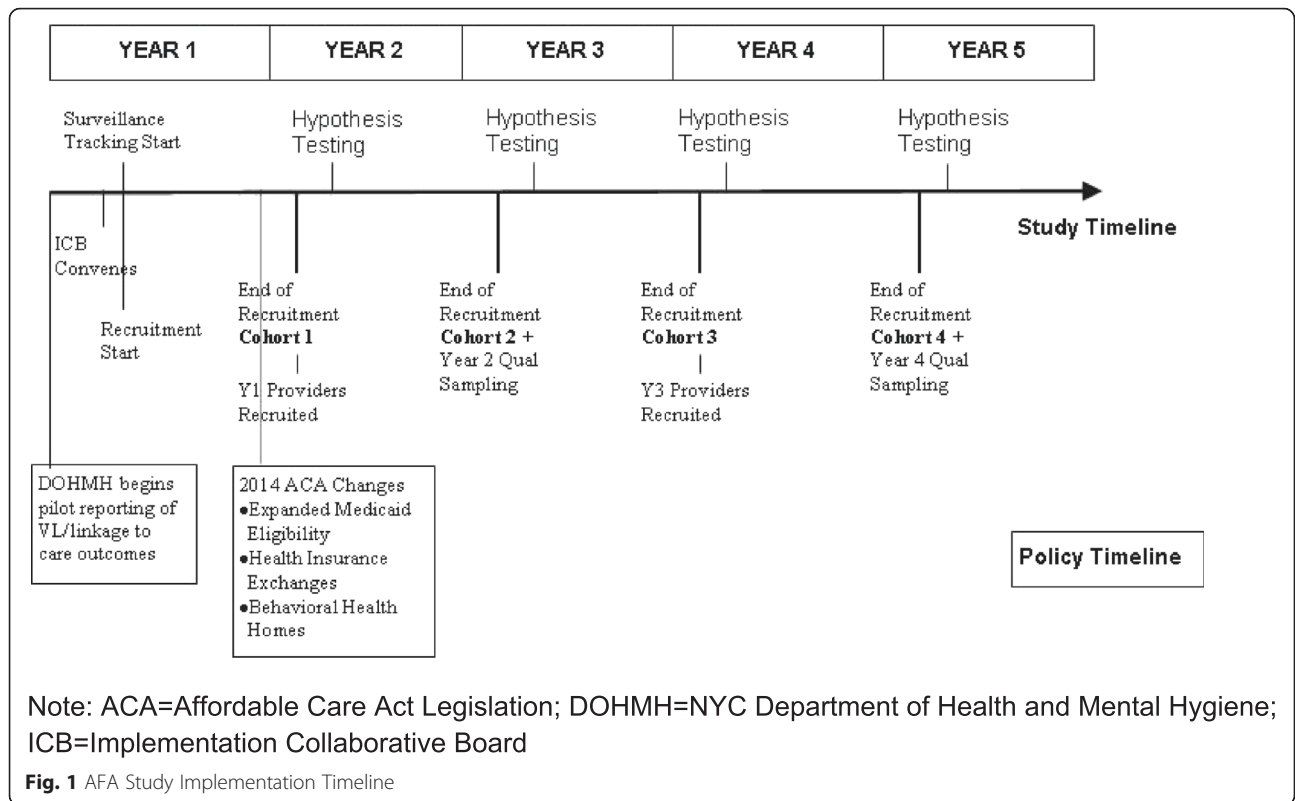 YEAR 1 YEAR 2 YEAR 3 YEAR 4 YEAR 5
Surveillance
Tracking Start
Hypothesis
Testing
Hypothesis
Testing
Hypothesis
Testing
Hypothesis
Testing
Study Timeline
ICB
Convenes
Recruitment
Start
End of
Recruitment
Cohort 1
Y1 Providers
Recruited
End of
Recruitment
Cohort 2 +
Year 2 Qual
Sampling
End of
Recruitment
Cohort 3
Y3 Providers
Recruited
End of
Recruitment
Cohort 4 +
Year 4 Qual
Sampling
DOHMH begins
pilot reporting of
VL/linkage to
care outcomes
2014 ACA Changes
●Expanded Medicaid
Eligibility
●Health Insurance
Exchanges
●Behavioral Health
Homes
Policy Timeline
Note: ACA=Affordable Care Act Legislation; DOHMH=NYC Department of Health and Mental Hygiene;
ICB=Implementation Collaborative Board
Fig. 1 AFA Study Implementation Timeline